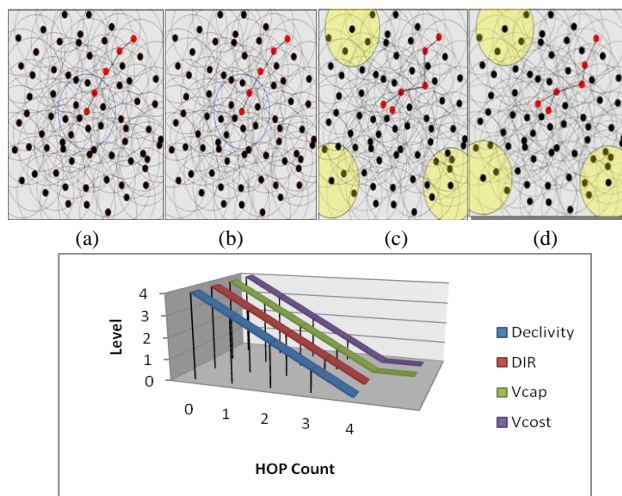 (a) (b) (c) (d)
4
3
2
1
0
Level
0 1 2 3 4
HOP Count
Declivity
DIR
Vcap
Vcost